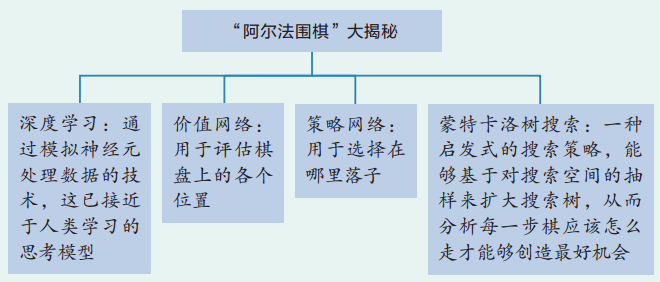 “阿尔法围棋”大揭秘
深度学习：通
过模拟神经元
处理数据的技
术，这已接近
于人类学习的
思考模型
价值网络：
用于评估棋
盘上的各个
位置
策略网络：
用于选择在
哪里落子
蒙特卡洛树搜索：一种
启发式的搜索策略，能
够基于对搜索空间的抽
样来扩大搜索树，从而
分析每一步棋应该怎么
走才能够创造最好机会